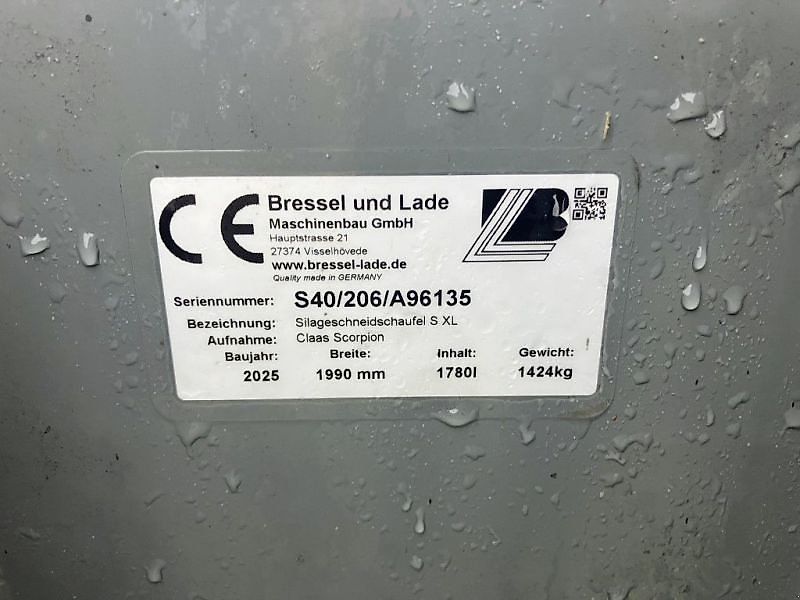 CE
Bressel und Lade
Maschinenbau GmbH
Hauptstrasse 21
27374 Visselhövede
www.bressel-lade.de
Quality made in GERMANY
LB
Seriennummer: S40/206/A96135
Bezeichnung: Silageschneidschaufel S XL
Aufnahme: Claas Scorpion
Baujahr: Breite: Inhalt: Gewicht:
2025 1990 mm 1780l 1424kg